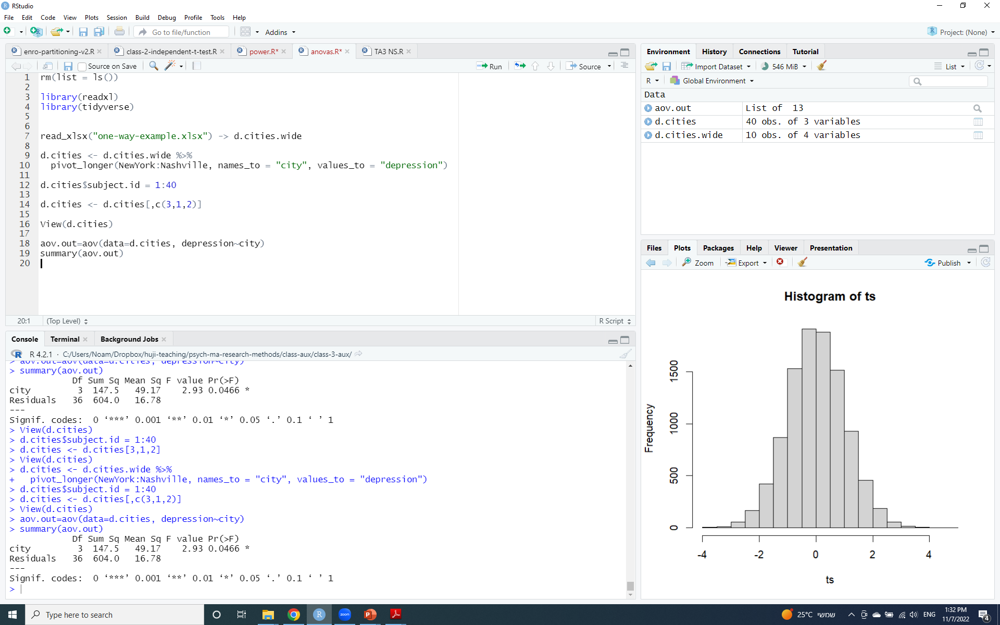 RStudio
File Edit Code View Plots Session Build Debug Profile Tools Help
Go to file/function Addins Project: (None)
enro-partitioning-v2.R class-2-independent-t-test.R power.R* anovas.R* TA3 NS.R
Source on Save Run Source
1 rm(list = ls())
2
3 library(readxl)
4 library(tidyverse)
5
6
7 read_xlsx("one-way-example.xlsx") -> d.cities.wide
8
9 d.cities <- d.cities.wide %>%
10 pivot_longer(NewYork:Nashville, names_to = "city", values_to = "depression")
11
12 d.cities$subject.id = 1:40
13
14 d.cities <- d.cities[,c(3,1,2)]
15
16 View(d.cities)
17
18 aov.out=aov(data=d.cities, depression~city)
19 summary(aov.out)
20
20:1 (Top Level) R Script
Console Terminal Background Jobs
R 4.2.1 · C:/Users/Noam/Dropbox/huji-teaching/psych-ma-research-methods/class-aux/class-3-aux/
> aov.out=aov(data=d.cities, depression~city)
> summary(aov.out)
Df Sum Sq Mean Sq F value Pr(>F)
city 3 147.5 49.17 2.93 0.0466 *
Residuals 36 604.0 16.78
---
Signif. codes: 0 ‘***’ 0.001 ‘**’ 0.01 ‘*’ 0.05 ‘.’ 0.1 ‘ ’ 1
> View(d.cities)
> d.cities$subject.id = 1:40
> d.cities <- d.cities[3,1,2]
> View(d.cities)
> d.cities <- d.cities.wide %>%
+ pivot_longer(NewYork:Nashville, names_to = "city", values_to = "depression")
> d.cities$subject.id = 1:40
> d.cities <- d.cities[,c(3,1,2)]
> View(d.cities)
> aov.out=aov(data=d.cities, depression~city)
> summary(aov.out)
Df Sum Sq Mean Sq F value Pr(>F)
city 3 147.5 49.17 2.93 0.0466 *
Residuals 36 604.0 16.78
---
Signif. codes: 0 ‘***’ 0.001 ‘**’ 0.01 ‘*’ 0.05 ‘.’ 0.1 ‘ ’ 1
>
Environment History Connections Tutorial
Import Dataset 546 MiB List
R Global Environment
Data
aov.out List of 13
d.cities 40 obs. of 3 variables
d.cities.wide 10 obs. of 4 variables
Files Plots Packages Help Viewer Presentation
Zoom Export Publish
Histogram of ts
Frequency
1500
1000
500
0
-4 -2 0 2 4
ts
Type here to search
zoom
25°C שמשי
ENG
1:32 PM
11/7/2022
4